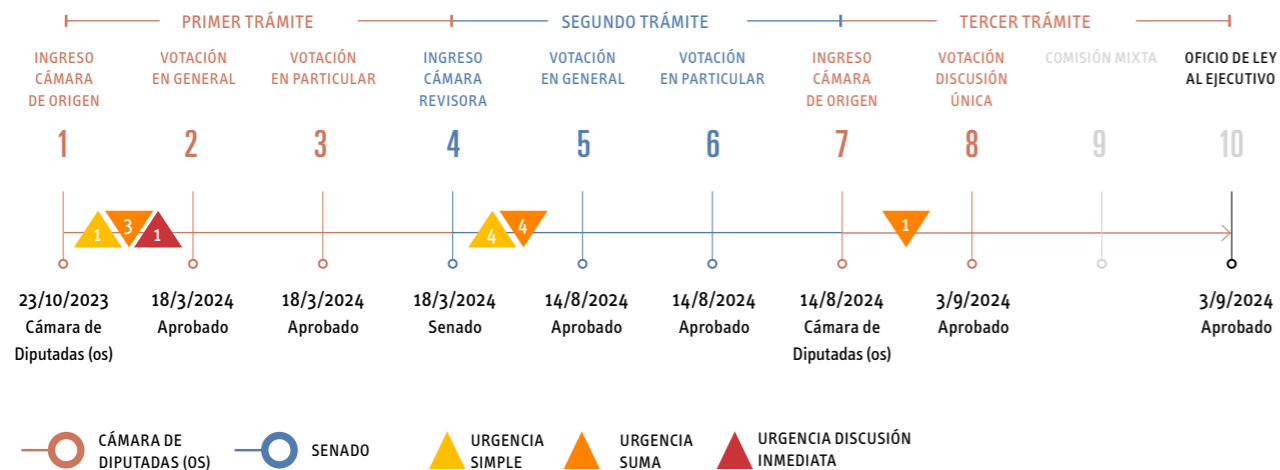 PRIMER TRÁMITE
SEGUNDO TRÁMITE
TERCER TRÁMITE
INGRESO
CÁMARA
DE ORIGEN
VOTACIÓN
EN GENERAL
VOTACIÓN
EN PARTICULAR
INGRESO
CÁMARA
REVISORA
VOTACIÓN
EN GENERAL
VOTACIÓN
EN PARTICULAR
INGRESO
CÁMARA
DE ORIGEN
VOTACIÓN
DISCUSIÓN
ÚNICA
COMISIÓN MIXTA
OFICIO DE LEY
AL EJECUTIVO
1
2
3
4
5
6
7
8
9
10
1
3
1
4
4
1
23/10/2023
Cámara de
Diputadas (os)
18/3/2024
Aprobado
18/3/2024
Aprobado
18/3/2024
Senado
14/8/2024
Aprobado
14/8/2024
Aprobado
14/8/2024
Cámara de
Diputadas (os)
3/9/2024
Aprobado
3/9/2024
Aprobado
CÁMARA DE
DIPUTADAS (OS)
SENADO
URGENCIA
SIMPLE
URGENCIA
SUMA
URGENCIA DISCUSIÓN
INMEDIATA